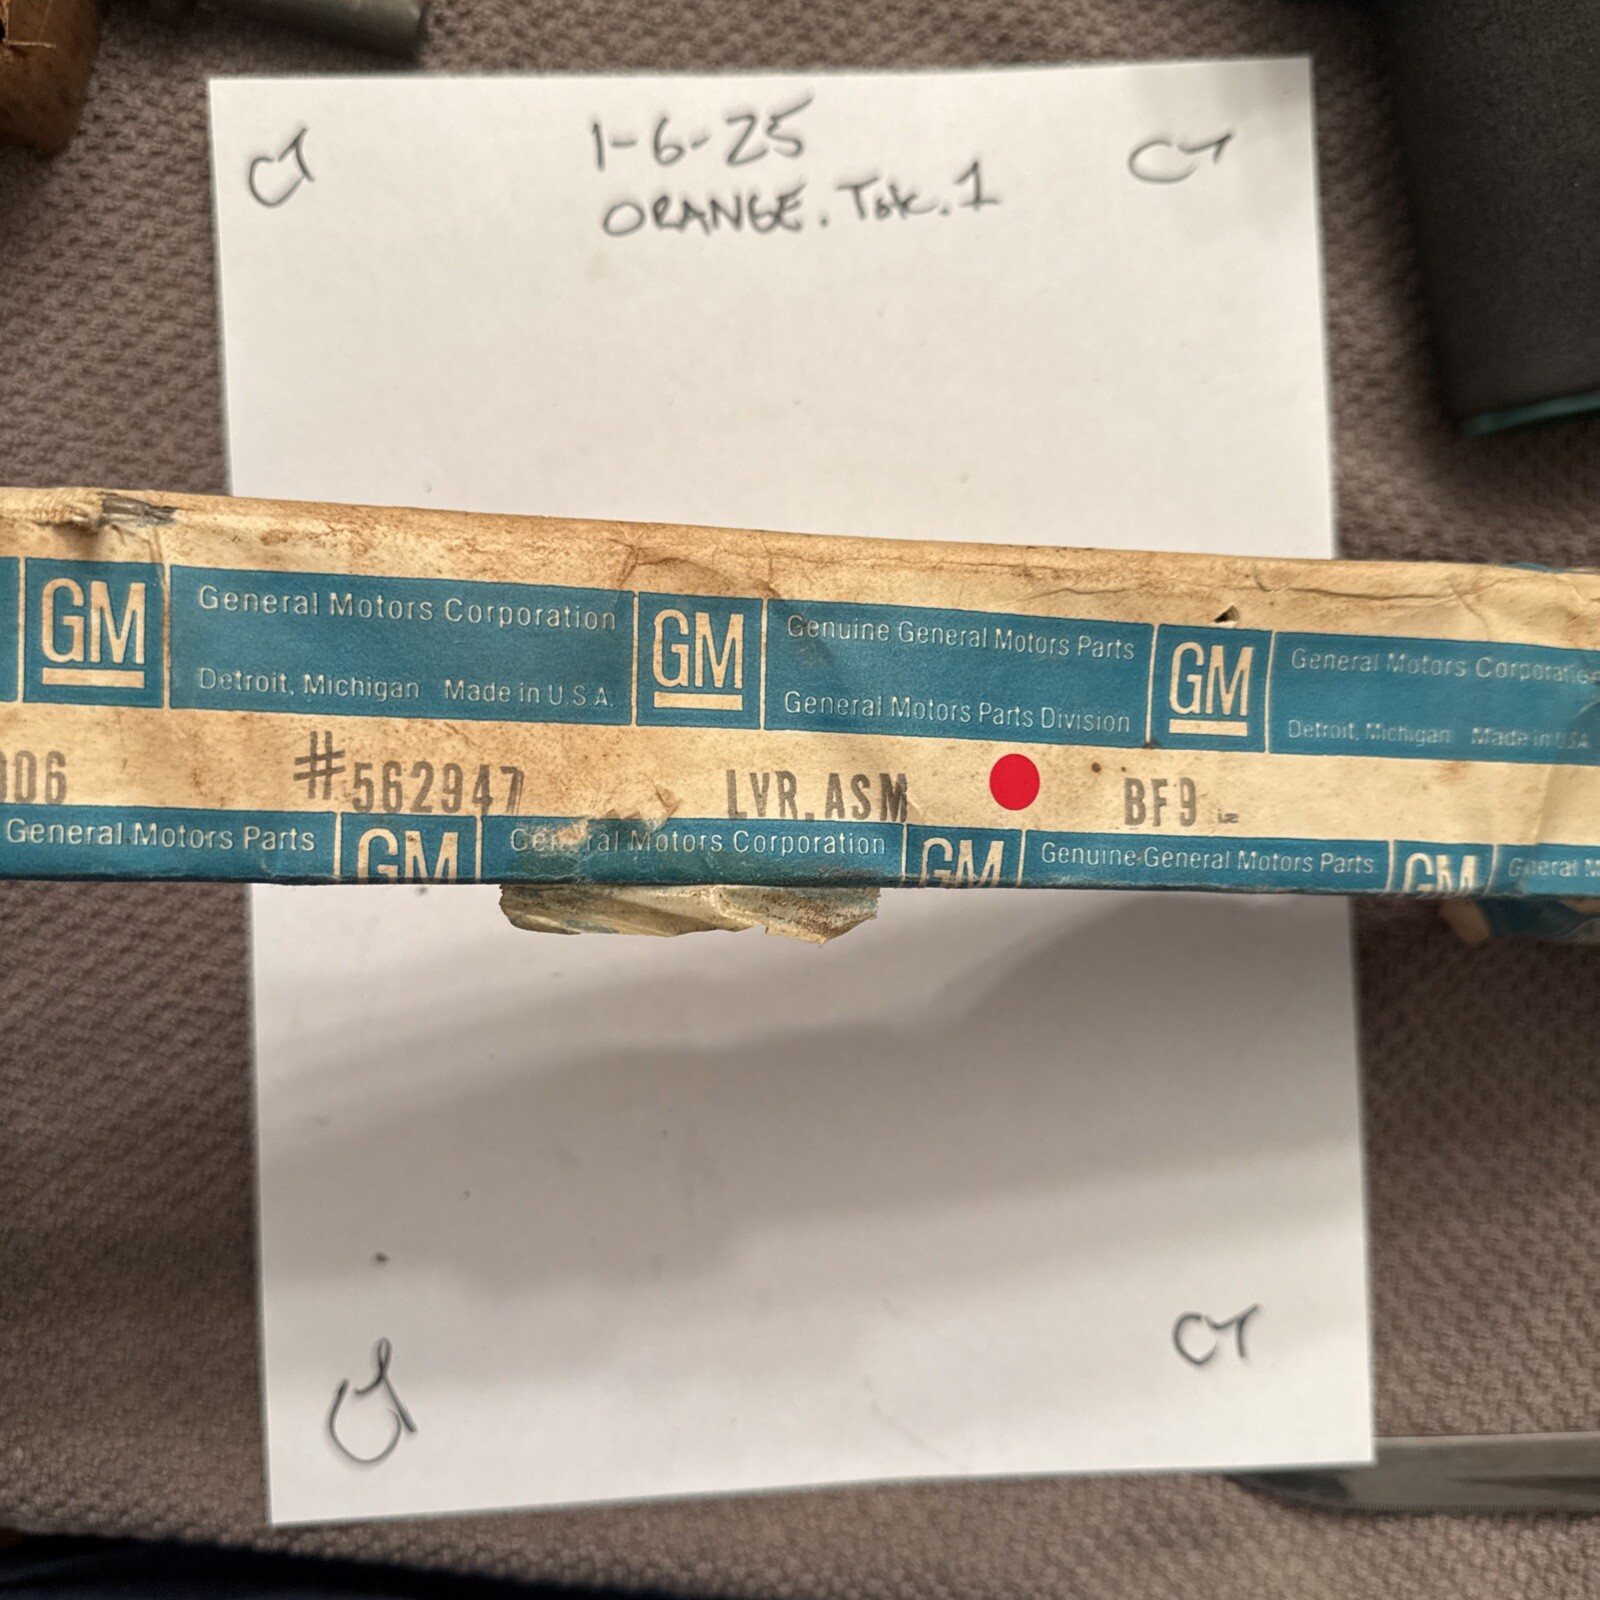 CT
1-6-25
CT
ORANGE. Tok. 1
GM
General Motors Corporation
Detroit, Michigan Made in U.S.A.
GM
Genuine General Motors Parts
General Motors Parts Division
GM
General Motors Corporation
Detroit, Michigan Made in U.S.A.
06 #562947 LVR, ASM BF9
General Motors Parts
GM
General Motors Corporation
GM
Genuine General Motors Parts
GM
General M
CT
CT